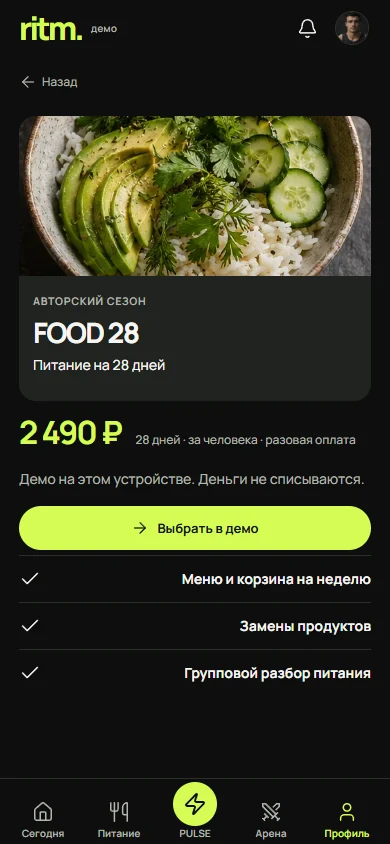 ritm. демо
Назад
АВТОРСКИЙ СЕЗОН
FOOD 28
Питание на 28 дней
2 490 ₽ 28 дней · за человека · разовая оплата
Демо на этом устройстве. Деньги не списываются.
Выбрать в демо
Меню и корзина на неделю
Замены продуктов
Групповой разбор питания
Сегодня Питание PULSE Арена Профиль